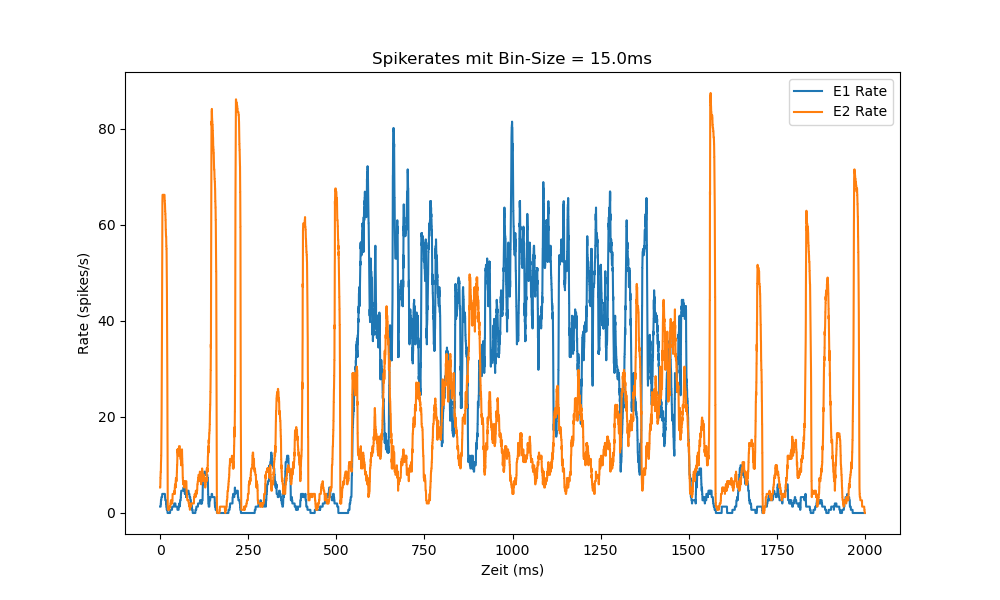 Spikerates mit Bin-Size = 15.0ms
E1 Rate
E2 Rate
80
60
40
20
0
Rate (spikes/s)
0 250 500 750 1000 1250 1500 1750 2000
Zeit (ms)